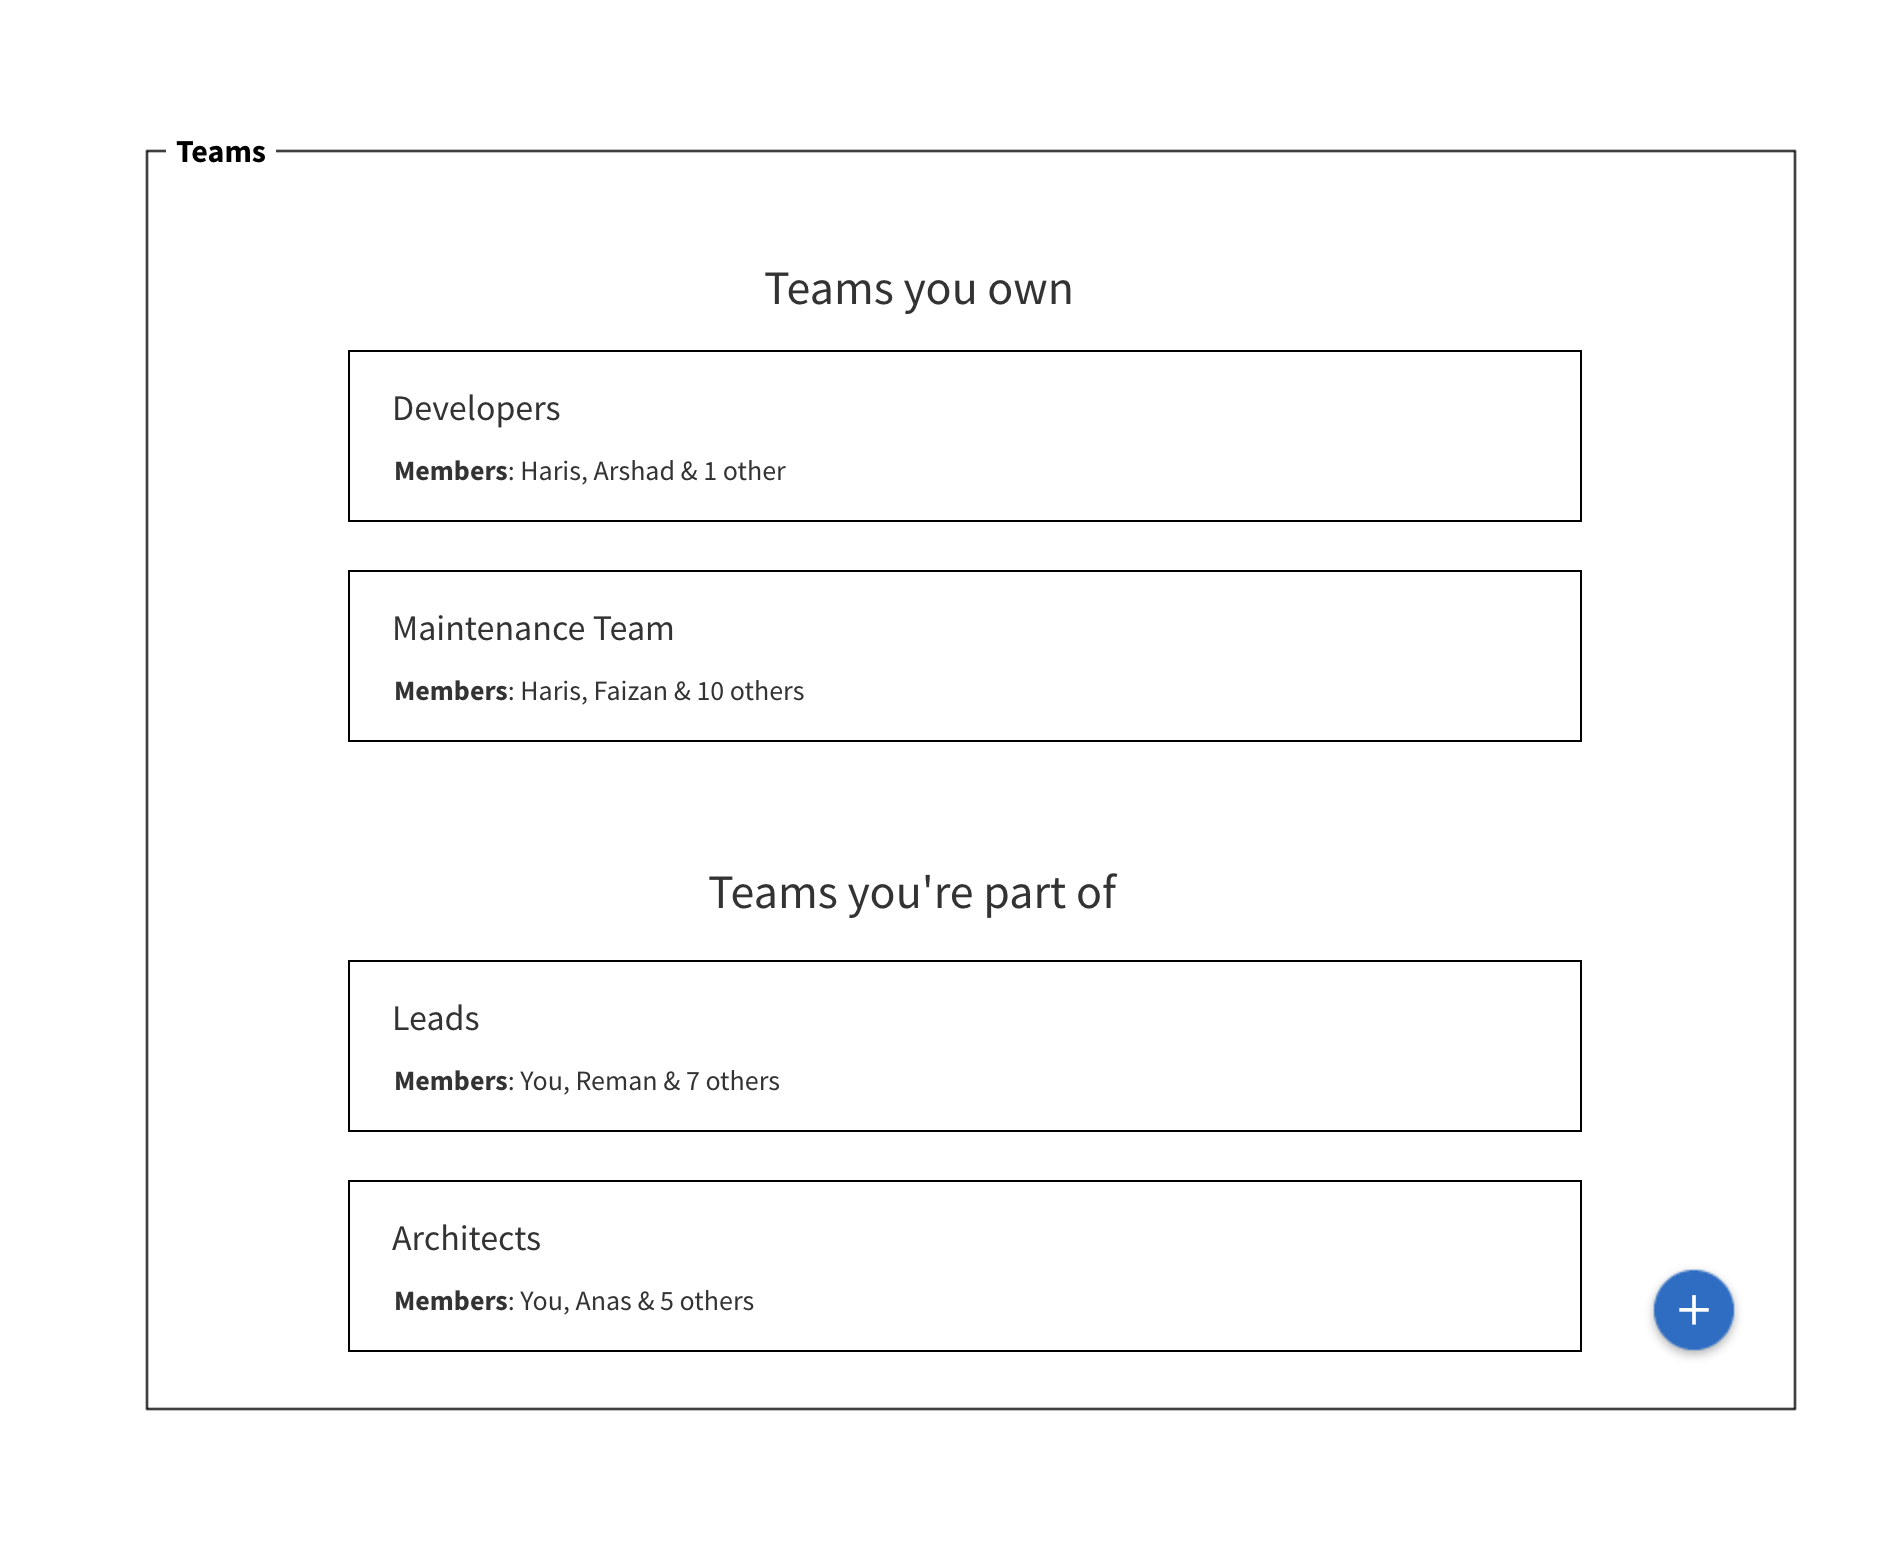 Teams
Teams you own
Developers
Members: Haris, Arshad & 1 other
Maintenance Team
Members: Haris, Faizan & 10 others
Teams you're part of
Leads
Members: You, Reman & 7 others
Architects
Members: You, Anas & 5 others
+